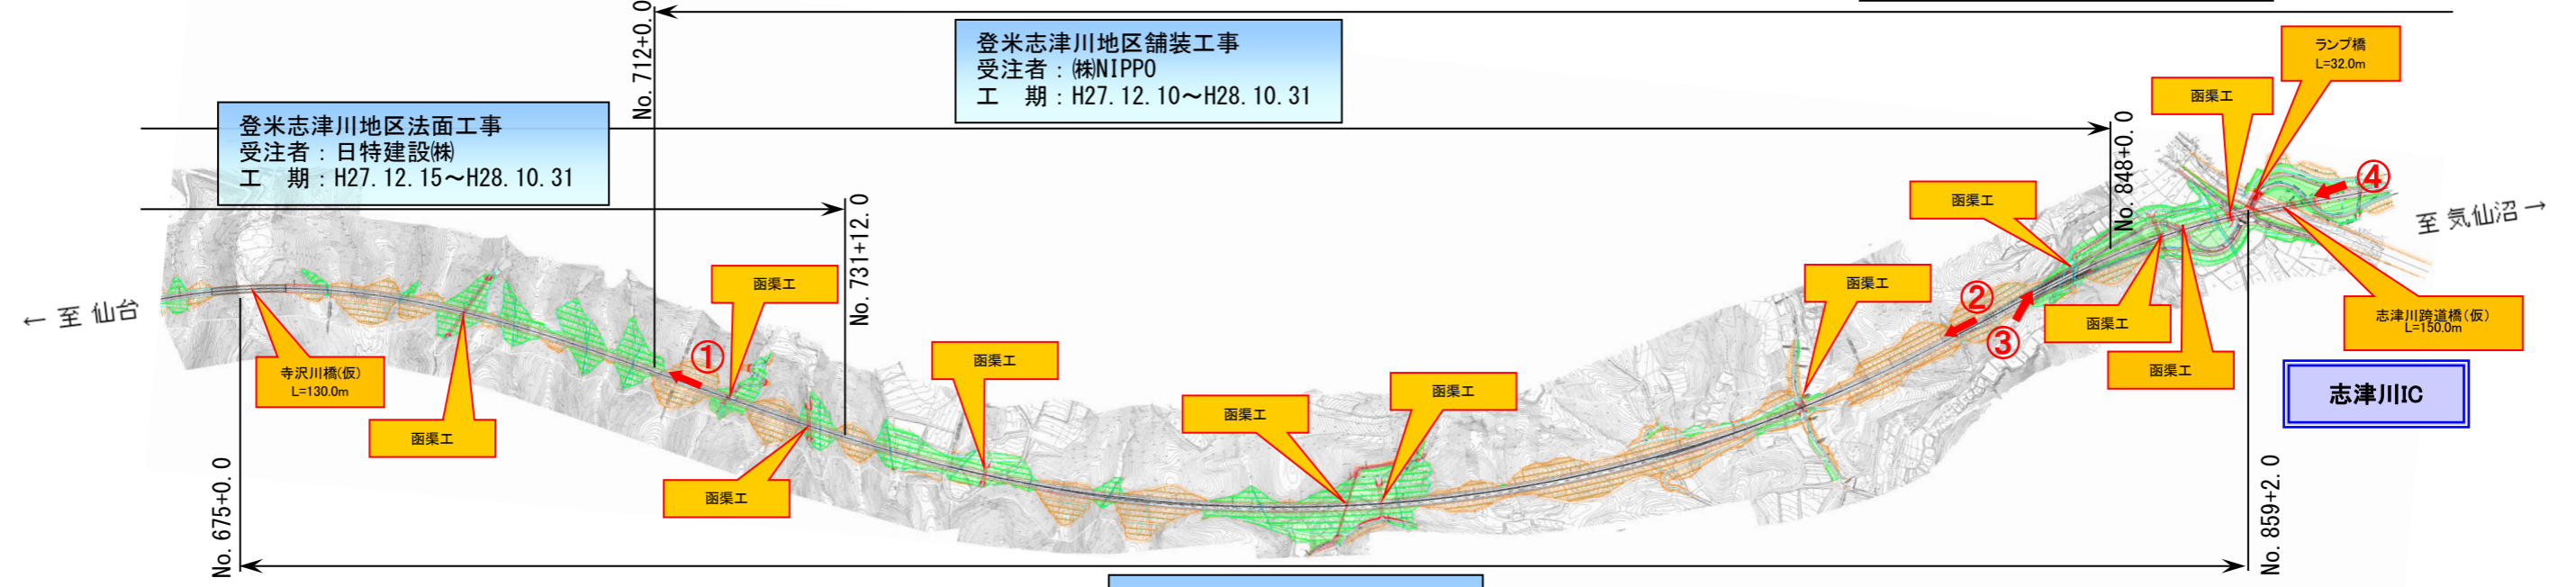 登米志津川地区舗装工事
受注者：㈱NIPPO
工　期：H27.12.10～H28.10.31
登米志津川地区法面工事
受注者：日特建設㈱
工　期：H27.12.15～H28.10.31
No. 712+0.0
No. 731+12.0
No. 848+0.0
No. 675+0.0
No. 859+2.0
ランプ橋
L=32.0m
函渠工
函渠工
函渠工
函渠工
函渠工
函渠工
函渠工
函渠工
函渠工
函渠工
函渠工
寺沢川橋(仮)
L=130.0m
志津川跨道橋(仮)
L=150.0m
志津川IC
← 至 仙台
至 気仙沼 →
①
②
③
④